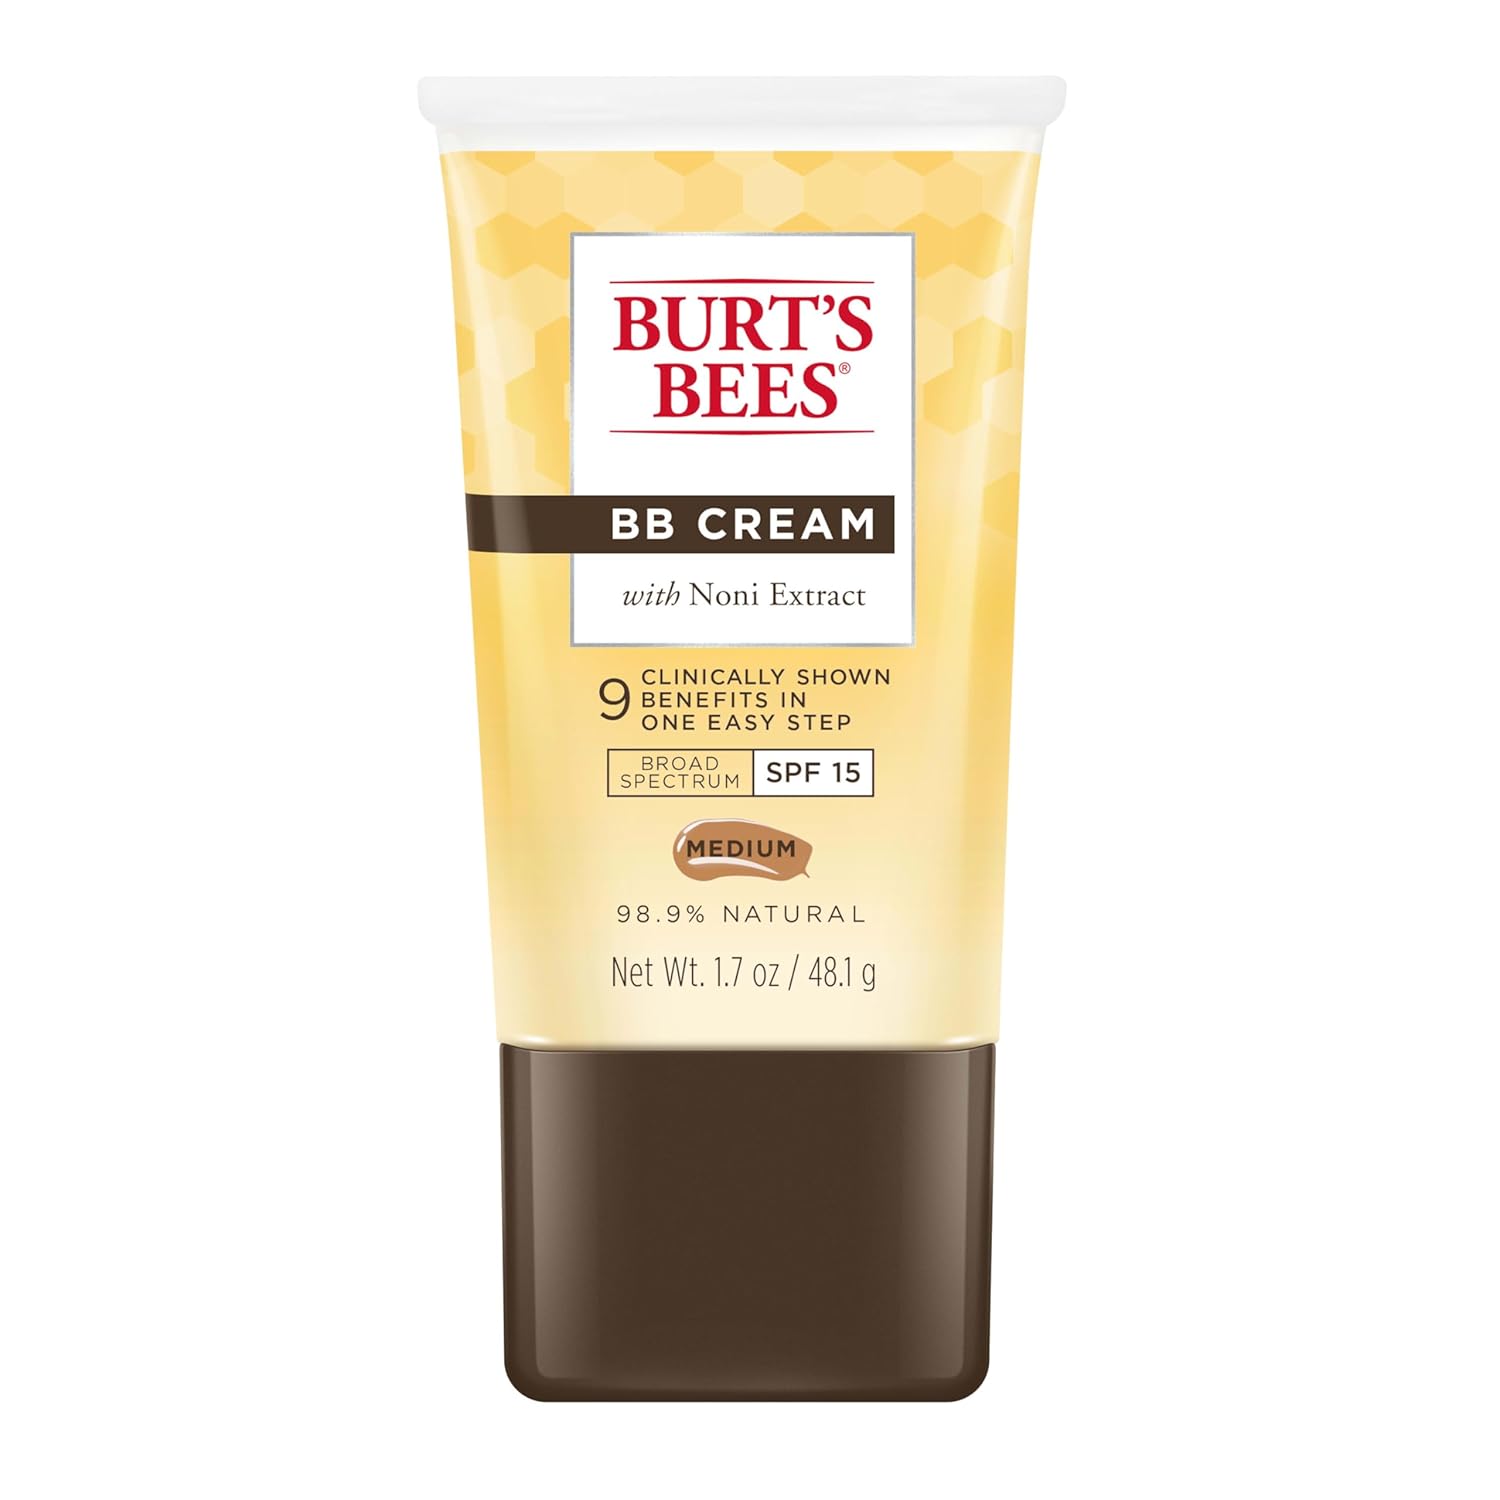 BURT'S
BEES®
BB CREAM
with Noni Extract
9 CLINICALLY SHOWN
BENEFITS IN
ONE EASY STEP
BROAD
SPECTRUM
SPF 15
MEDIUM
98.9% NATURAL
Net Wt. 1.7 oz / 48.1 g